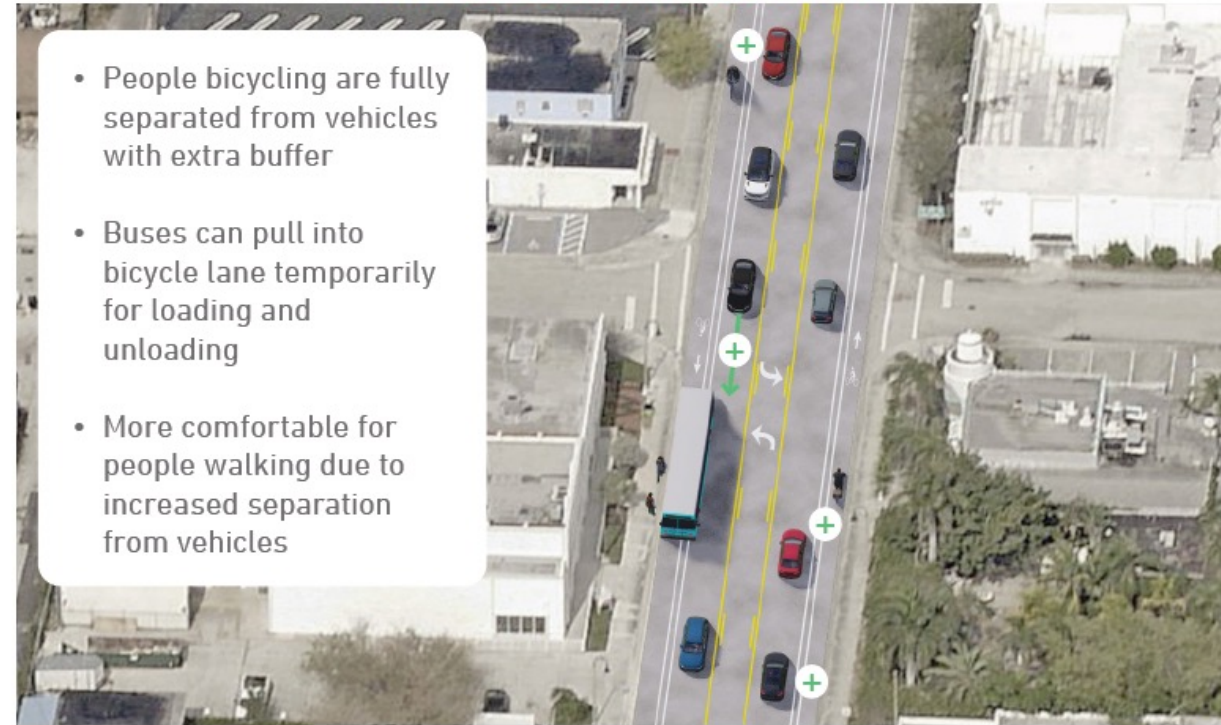 • People bicycling are fully
separated from vehicles
with extra buffer
• Buses can pull into
bicycle lane temporarily
for loading and
unloading
• More comfortable for
people walking due to
increased separation
from vehicles